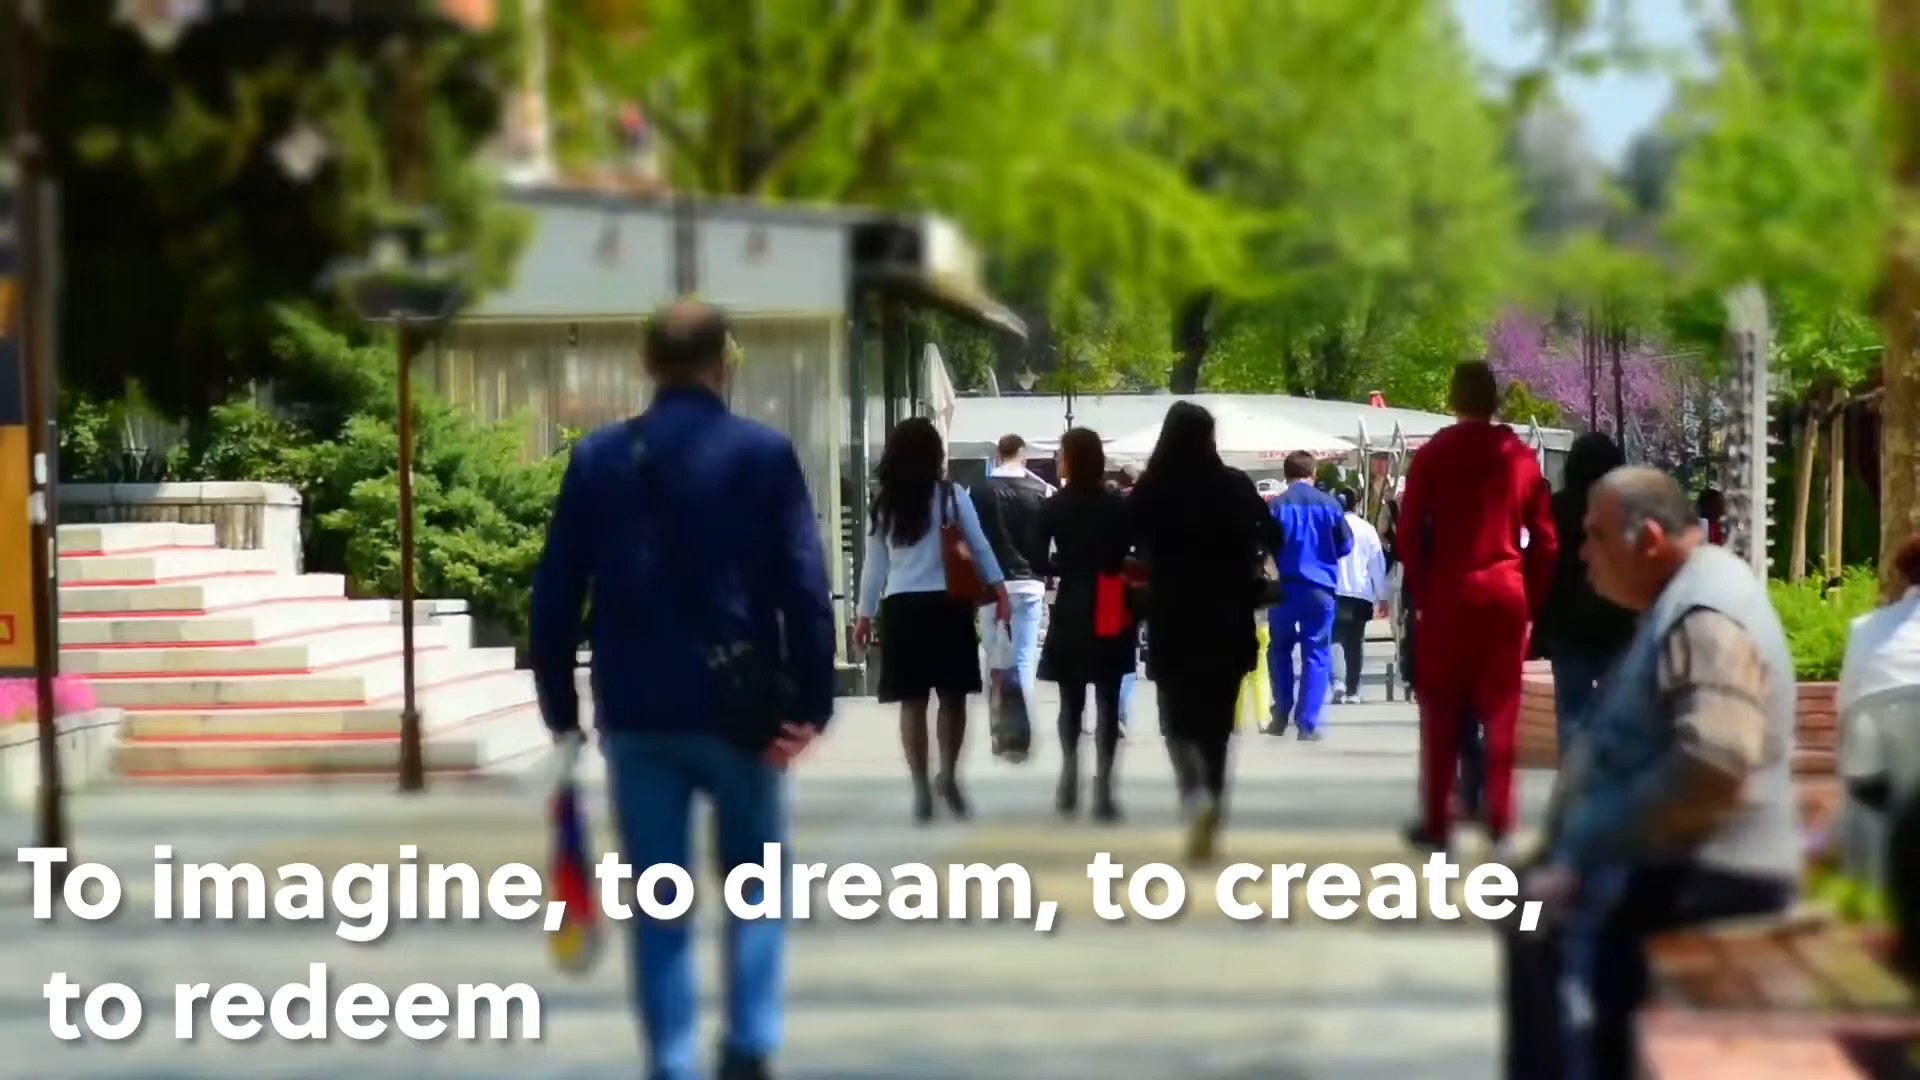 To imagine, to dream, to create,
to redeem